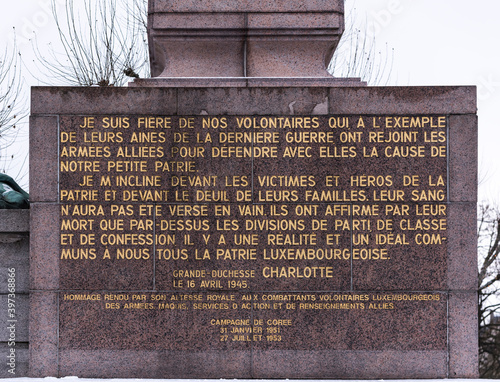 JE SUIS FIERE DE NOS VOLONTAIRES QUI A L'EXEMPLE
DE LEURS AINES DE LA DERNIERE GUERRE ONT REJOINT LES
ARMEES ALLIEES POUR DEFENDRE AVEC ELLES LA CAUSE DE
NOTRE PETITE PATRIE.
JE M'INCLINE DEVANT LES VICTIMES ET HEROS DE LA
PATRIE ET DEVANT LE DEUIL DE LEURS FAMILLES. LEUR SANG
N'AURA PAS ETE VERSE EN VAIN. ILS ONT AFFIRME PAR LEUR
MORT QUE PAR-DESSUS LES DIVISIONS DE PARTI DE CLASSE
ET DE CONFESSION IL Y A UNE REALITE ET UN IDEAL COM-
MUNS A NOUS TOUS LA PATRIE LUXEMBOURGEOISE.
GRANDE-DUCHESSE CHARLOTTE
LE 16 AVRIL 1945.
HOMMAGE RENDU PAR SON ALTESSE ROYALE AUX COMBATTANTS VOLONTAIRES LUXEMBOURGEOIS
DES ARMEES, MAQUIS, SERVICES D'ACTION ET DE RENSEIGNEMENTS ALLIES.
CAMPAGNE DE COREE
31 JANVIER 1951
27 JUILLET 1953
Adobe Stock | #397368866